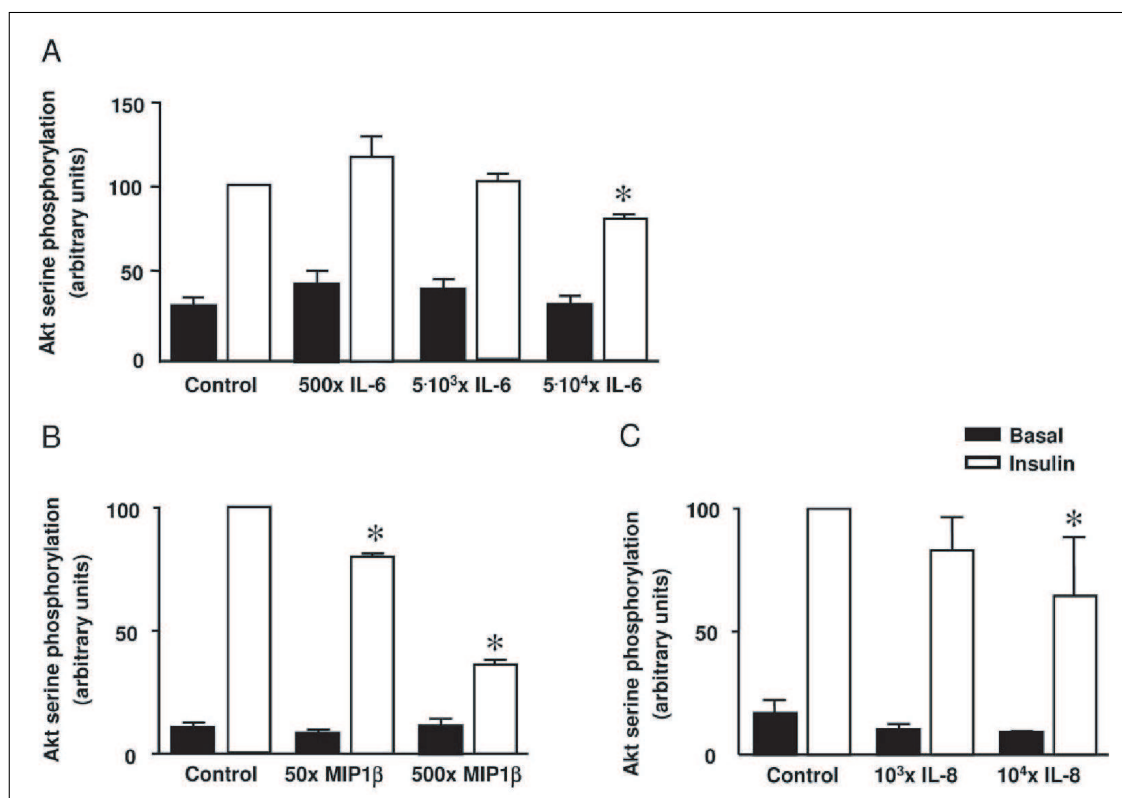 A
Akt serine phosphorylation
(arbitrary units)
150
100
50
0
*
Control 500x IL-6 5·10³x IL-6 5·10⁴x IL-6
B
Akt serine phosphorylation
(arbitrary units)
100
50
0
*
*
Control 50x MIP1β 500x MIP1β
C
Basal
Insulin
Akt serine phosphorylation
(arbitrary units)
100
50
0
*
Control 10³x IL-8 10⁴x IL-8